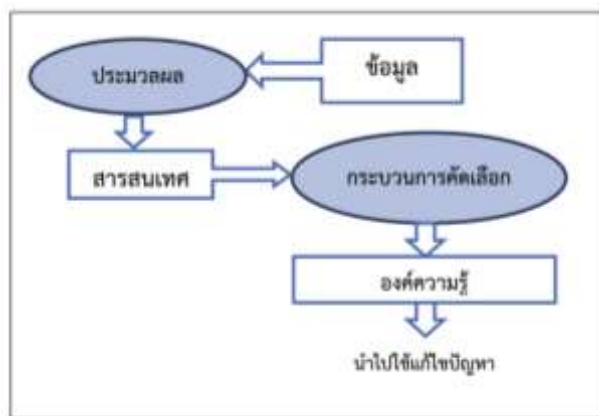 ข้อมูล
ประมวลผล
สารสนเทศ
กระบวนการคัดเลือก
องค์ความรู้
นำไปใช้แก้ไขปัญหา